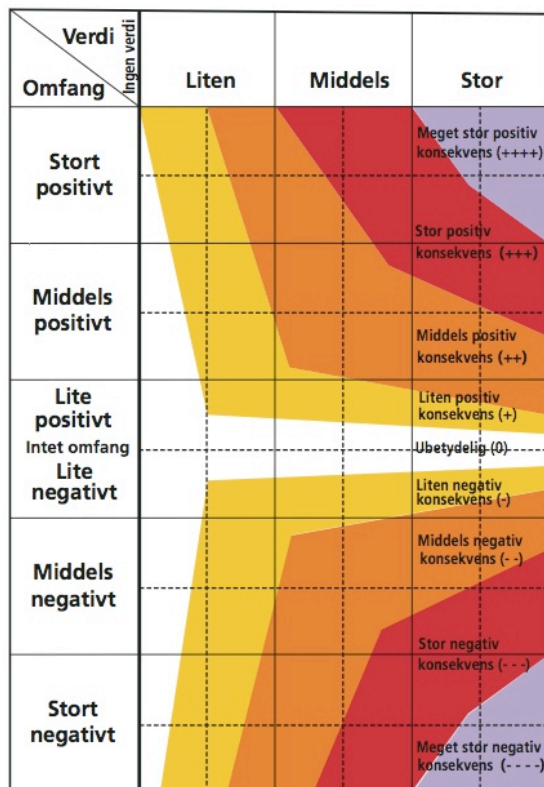 Verdi
Omfang
Ingen verdi
Liten
Middels
Stor
Stort
positivt
Meget stor positiv
konsekvens (++++)
Stor positiv
konsekvens (+++)
Middels
positivt
Middels positiv
konsekvens (++)
Lite
positivt
Liten positiv
konsekvens (+)
Intet omfang
Ubetydelig (0)
Lite
negativt
Liten negativ
konsekvens (-)
Middels
negativt
Middels negativ
konsekvens (- -)
Stor negativ
konsekvens (- - -)
Stort
negativt
Meget stor negativ
konsekvens (- - - -)